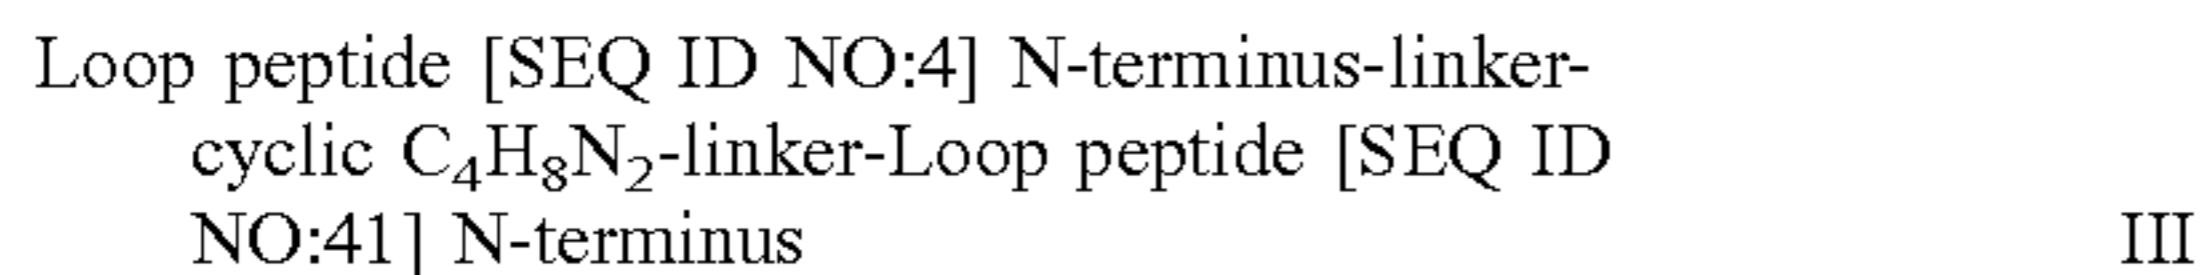 Loop peptide [SEQ ID NO:4] N-terminus-linker-
cyclic C₄H₈N₂-linker-Loop peptide [SEQ ID
NO:41] N-terminus III